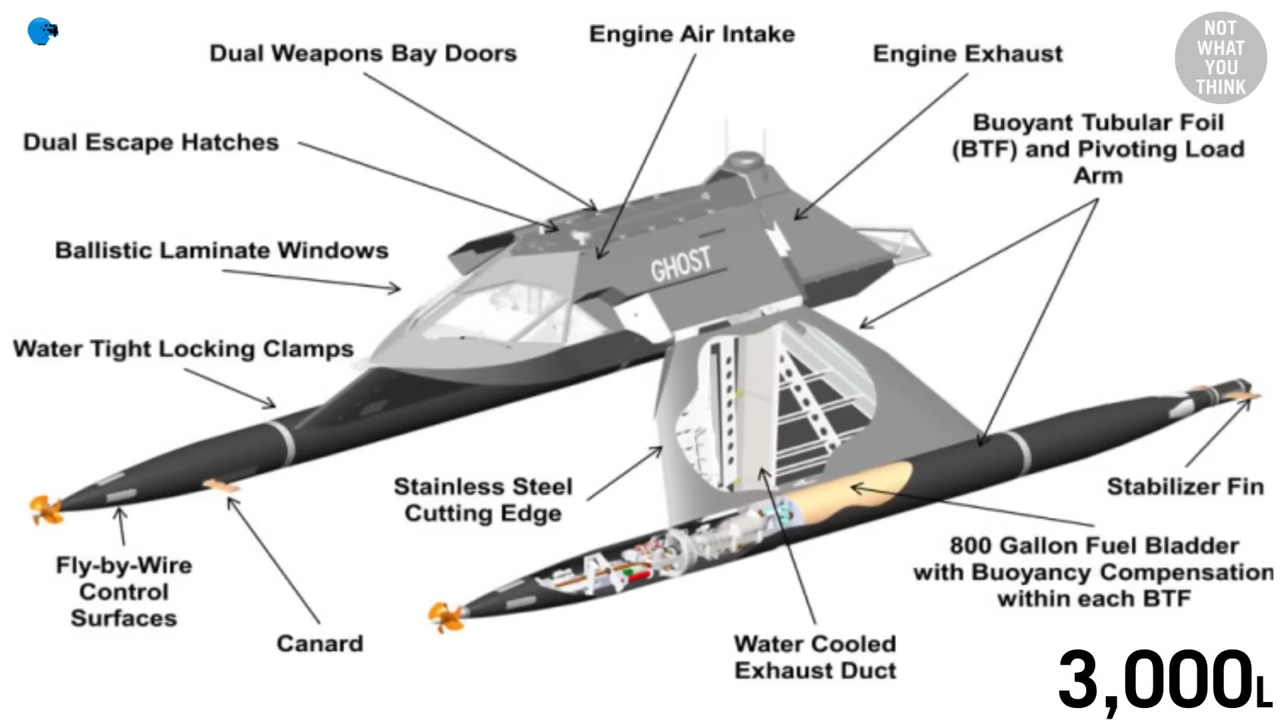 NOT
WHAT
YOU
THINK
Dual Weapons Bay Doors
Engine Air Intake
Engine Exhaust
Dual Escape Hatches
Buoyant Tubular Foil
(BTF) and Pivoting Load
Arm
Ballistic Laminate Windows
GHOST
Water Tight Locking Clamps
Stainless Steel
Cutting Edge
Stabilizer Fin
Fly-by-Wire
Control
Surfaces
Canard
800 Gallon Fuel Bladder
with Buoyancy Compensation
within each BTF
Water Cooled
Exhaust Duct
3,000L